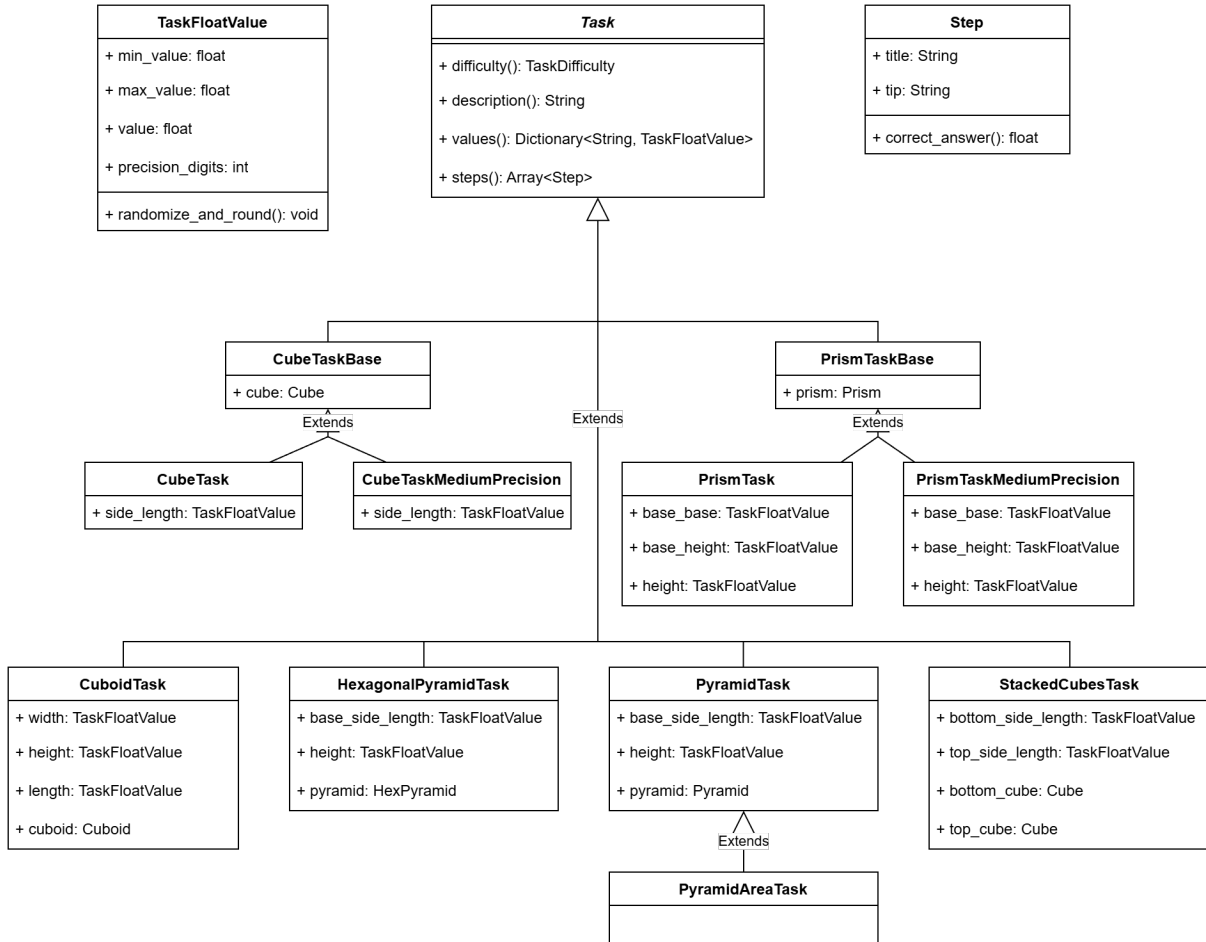 TaskFloatValue
+ min_value: float
+ max_value: float
+ value: float
+ precision_digits: int
+ randomize_and_round(): void
Task
+ difficulty(): TaskDifficulty
+ description(): String
+ values(): Dictionary<String, TaskFloatValue>
+ steps(): Array<Step>
Step
+ title: String
+ tip: String
+ correct_answer(): float
CubeTaskBase
+ cube: Cube
PrismTaskBase
+ prism: Prism
Extends
Extends
Extends
CubeTask
+ side_length: TaskFloatValue
CubeTaskMediumPrecision
+ side_length: TaskFloatValue
PrismTask
+ base_base: TaskFloatValue
+ base_height: TaskFloatValue
+ height: TaskFloatValue
PrismTaskMediumPrecision
+ base_base: TaskFloatValue
+ base_height: TaskFloatValue
+ height: TaskFloatValue
CuboidTask
+ width: TaskFloatValue
+ height: TaskFloatValue
+ length: TaskFloatValue
+ cuboid: Cuboid
HexagonalPyramidTask
+ base_side_length: TaskFloatValue
+ height: TaskFloatValue
+ pyramid: HexPyramid
PyramidTask
+ base_side_length: TaskFloatValue
+ height: TaskFloatValue
+ pyramid: Pyramid
StackedCubesTask
+ bottom_side_length: TaskFloatValue
+ top_side_length: TaskFloatValue
+ bottom_cube: Cube
+ top_cube: Cube
Extends
PyramidAreaTask